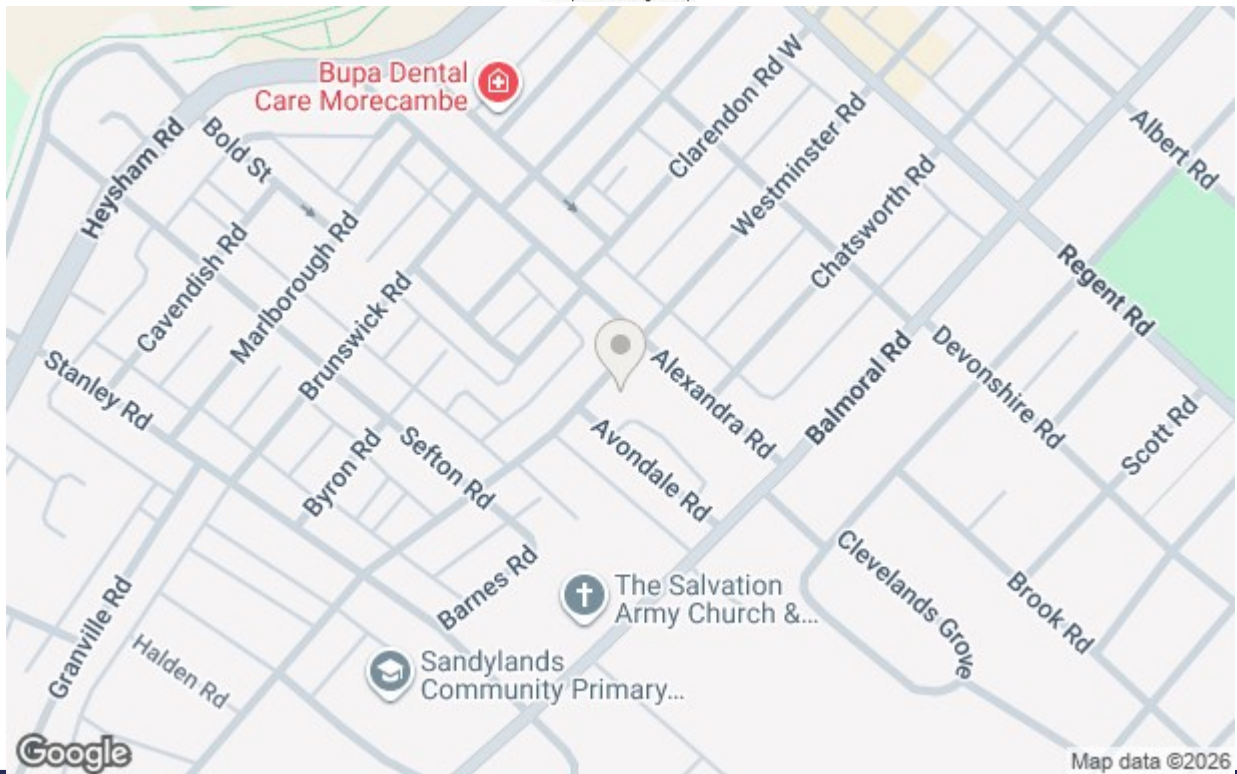 Bupa Dental
Care Morecambe
Clarendon Rd W
Albert Rd
Heysham Rd
Bold St
Westminster Rd
Chatsworth Rd
Cavendish Rd
Marlborough Rd
Regent Rd
Brunswick Rd
Stanley Rd
Alexandra Rd
Balmoral Rd
Devonshire Rd
Scott Rd
Byron Rd
Sefton Rd
Avondale Rd
Barnes Rd
The Salvation
Army Church &...
Clevelands Grove
Brook Rd
Granville Rd
Halden Rd
Sandylands
Community Primary...
Google
Map data ©2026